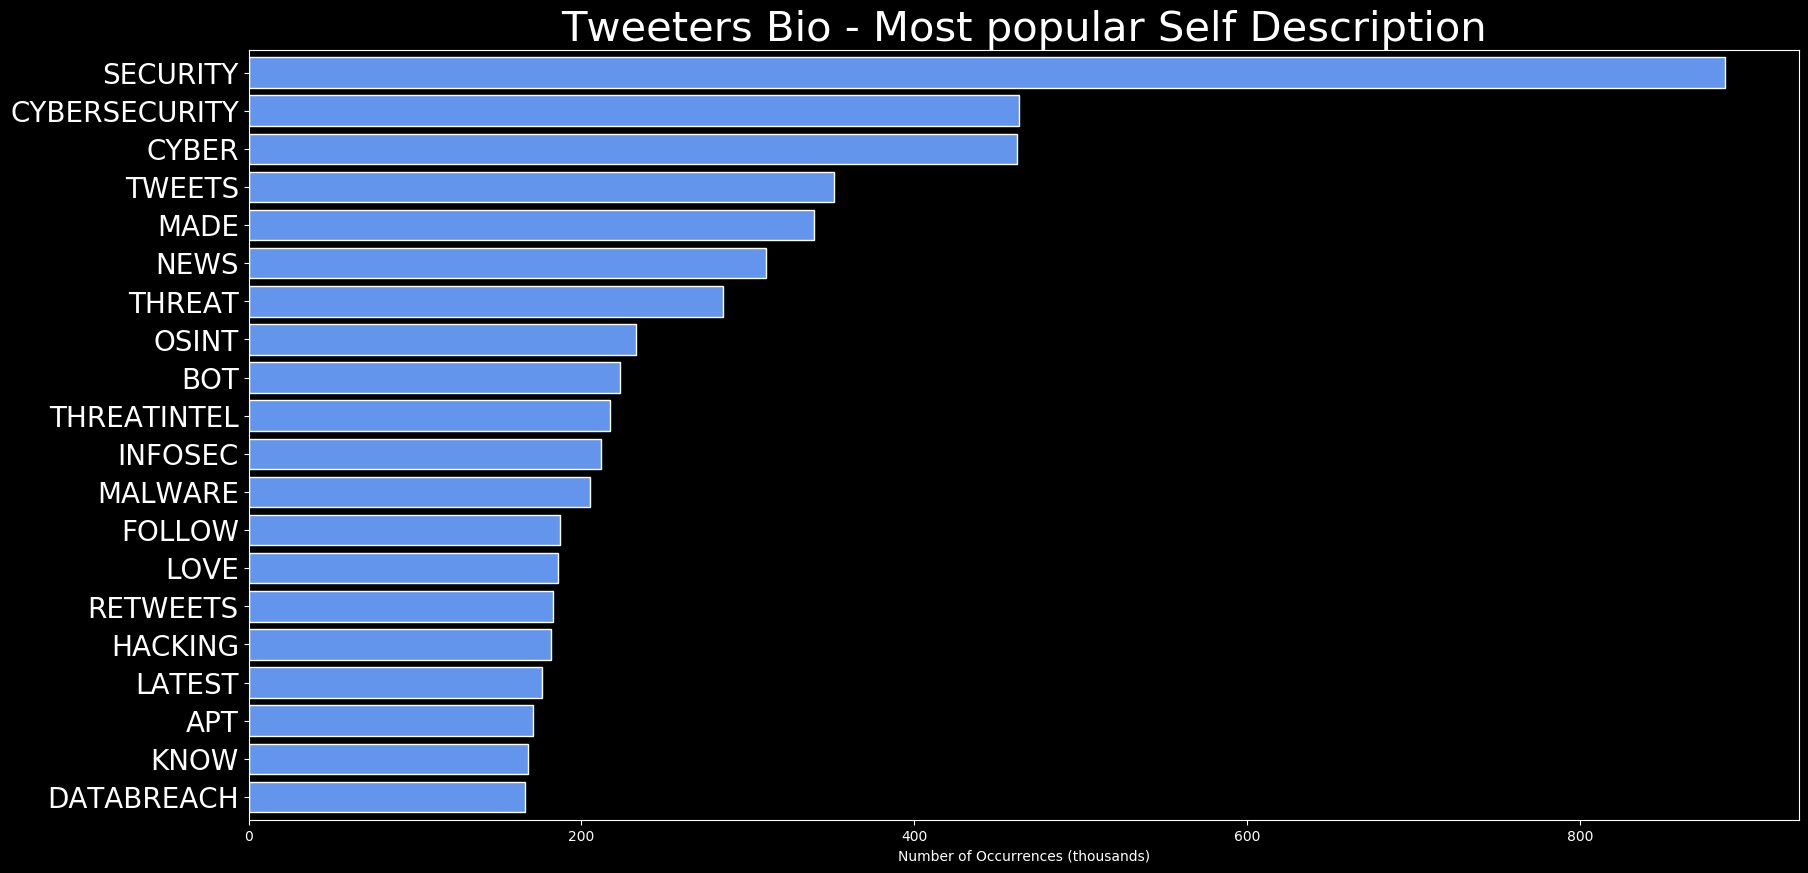 Tweeters Bio - Most popular Self Description
SECURITY
CYBERSECURITY
CYBER
TWEETS
MADE
NEWS
THREAT
OSINT
BOT
THREATINTEL
INFOSEC
MALWARE
FOLLOW
LOVE
RETWEETS
HACKING
LATEST
APT
KNOW
DATABREACH
0 200 400 600 800
Number of Occurrences (thousands)